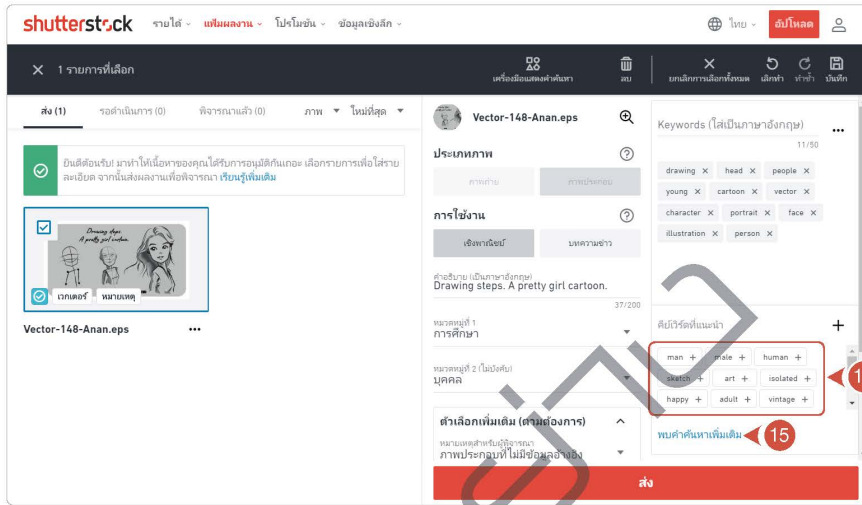 shutterstock รายได้ แฟ้มผลงาน โปรโมชัน ข้อมูลเชิงลึก ไทย อัปโหลด
1 รายการที่เลือก เครื่องมือแสดงคำค้นหา ลบ ยกเลิกการเลือกทั้งหมด เลิกทำ ทำซ้ำ บันทึก
ส่ง (1) รอดำเนินการ (0) พิจารณาแล้ว (0) ภาพ ใหม่ที่สุด
ยินดีต้อนรับ! มาทำให้เนื้อหาของคุณได้รับการอนุมัติกันเถอะ เลือกรายการเพื่อใส่ราย
ละเอียด จากนั้นส่งผลงานเพื่อพิจารณา เรียนรู้เพิ่มเติม
Drawing steps.
A pretty girl cartoon.
เวกเตอร์ หมายเหตุ
Vector-148-Anan.eps
Vector-148-Anan.eps
ประเภทภาพ
ภาพถ่าย ภาพประกอบ
การใช้งาน
เชิงพาณิชย์ บทความข่าว
คำอธิบาย (เป็นภาษาอังกฤษ)
Drawing steps. A pretty girl cartoon.
37/200
หมวดหมู่ที่ 1
การศึกษา
หมวดหมู่ที่ 2 (ไม่บังคับ)
บุคคล
ตัวเลือกเพิ่มเติม (ตามต้องการ)
หมายเหตุสำหรับผู้พิจารณา
ภาพประกอบที่ไม่มีข้อมูลอ้างอิง
Keywords (ใส่เป็นภาษาอังกฤษ)
11/50
drawing head people
young cartoon vector
character portrait face
illustration person
คีย์เวิร์ดที่แนะนำ
man male human
sketch art isolated
happy adult vintage
พบคำค้นหาเพิ่มเติม 15
ส่ง